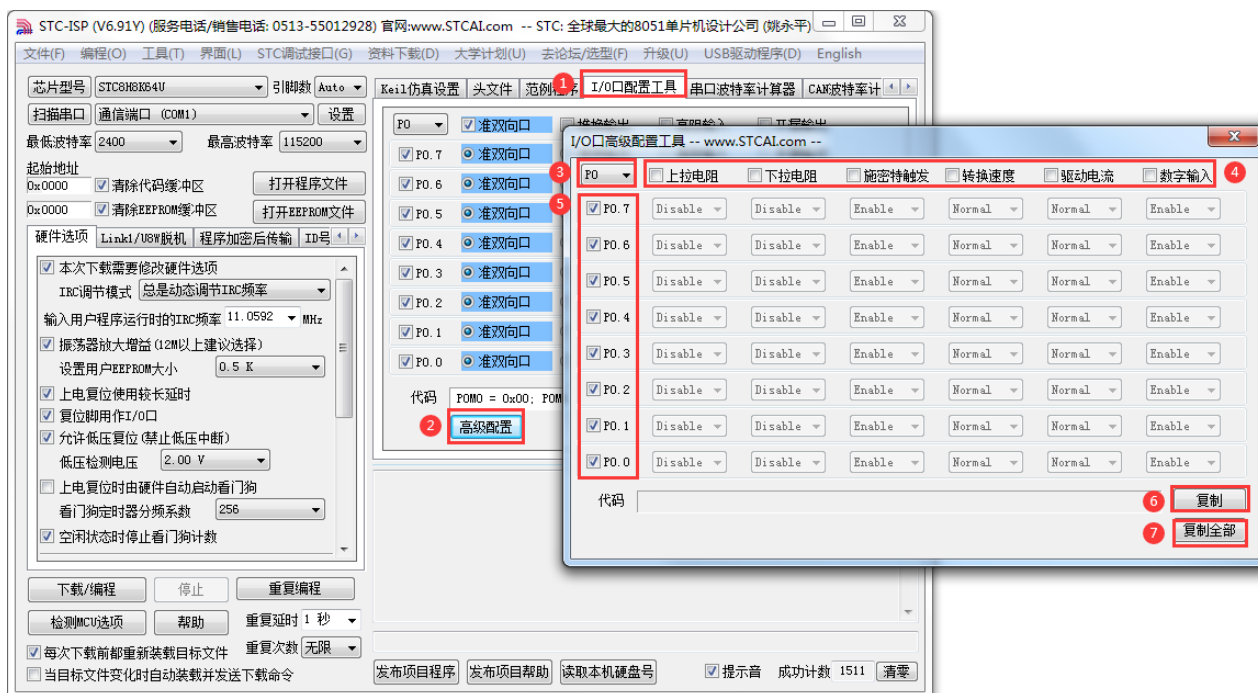 STC-ISP (V6.91Y) (服务电话/销售电话: 0513-55012928) 官网:www.STCAI.com -- STC: 全球最大的8051单片机设计公司 (姚永平)
文件(F) 编程(O) 工具(T) 界面(L) STC调试接口(G) 资料下载(D) 大学计划(U) 去论坛/选型(F) 升级(U) USB驱动程序(D) English
芯片型号 STC8H8K64U 引脚数 Auto
扫描串口 通信端口 (COM1) 设置
最低波特率 2400 最高波特率 115200
起始地址
0x0000 清除代码缓冲区 打开程序文件
0x0000 清除EEPROM缓冲区 打开EEPROM文件
硬件选项 Link1/U8W脱机 程序加密后传输 ID号
本次下载需要修改硬件选项
IRC调节模式 总是动态调节IRC频率
输入用户程序运行时的IRC频率 11.0592 MHz
振荡器放大增益(12M以上建议选择)
设置用户EEPROM大小 0.5 K
上电复位使用较长延时
复位脚用作I/O口
允许低压复位(禁止低压中断)
低压检测电压 2.00 V
上电复位时由硬件自动启动看门狗
看门狗定时器分频系数 256
空闲状态时停止看门狗计数
下载/编程 停止 重复编程
检测MCU选项 帮助 重复延时 1 秒
每次下载前都重新装载目标文件 重复次数 无限
当目标文件变化时自动装载并发送下载命令
Keil仿真设置 头文件 范例程序 1 I/O口配置工具 串口波特率计算器 CAN波特率计
P0 准双向口 推挽输出 高阻输入 开漏输出
P0.7 准双向口
P0.6 准双向口
P0.5 准双向口
P0.4 准双向口
P0.3 准双向口
P0.2 准双向口
P0.1 准双向口
P0.0 准双向口
代码 P0M0 = 0x00; P0M
2 高级配置
发布项目程序 发布项目帮助 读取本机硬盘号 提示音 成功计数 1511 清零
I/O口高级配置工具 -- www.STCAI.com --
3 P0 上拉电阻 下拉电阻 施密特触发 转换速度 驱动电流 数字输入 4
5 P0.7 Disable Disable Enable Normal Normal Enable
P0.6 Disable Disable Enable Normal Normal Enable
P0.5 Disable Disable Enable Normal Normal Enable
P0.4 Disable Disable Enable Normal Normal Enable
P0.3 Disable Disable Enable Normal Normal Enable
P0.2 Disable Disable Enable Normal Normal Enable
P0.1 Disable Disable Enable Normal Normal Enable
P0.0 Disable Disable Enable Normal Normal Enable
代码 6 复制
7 复制全部